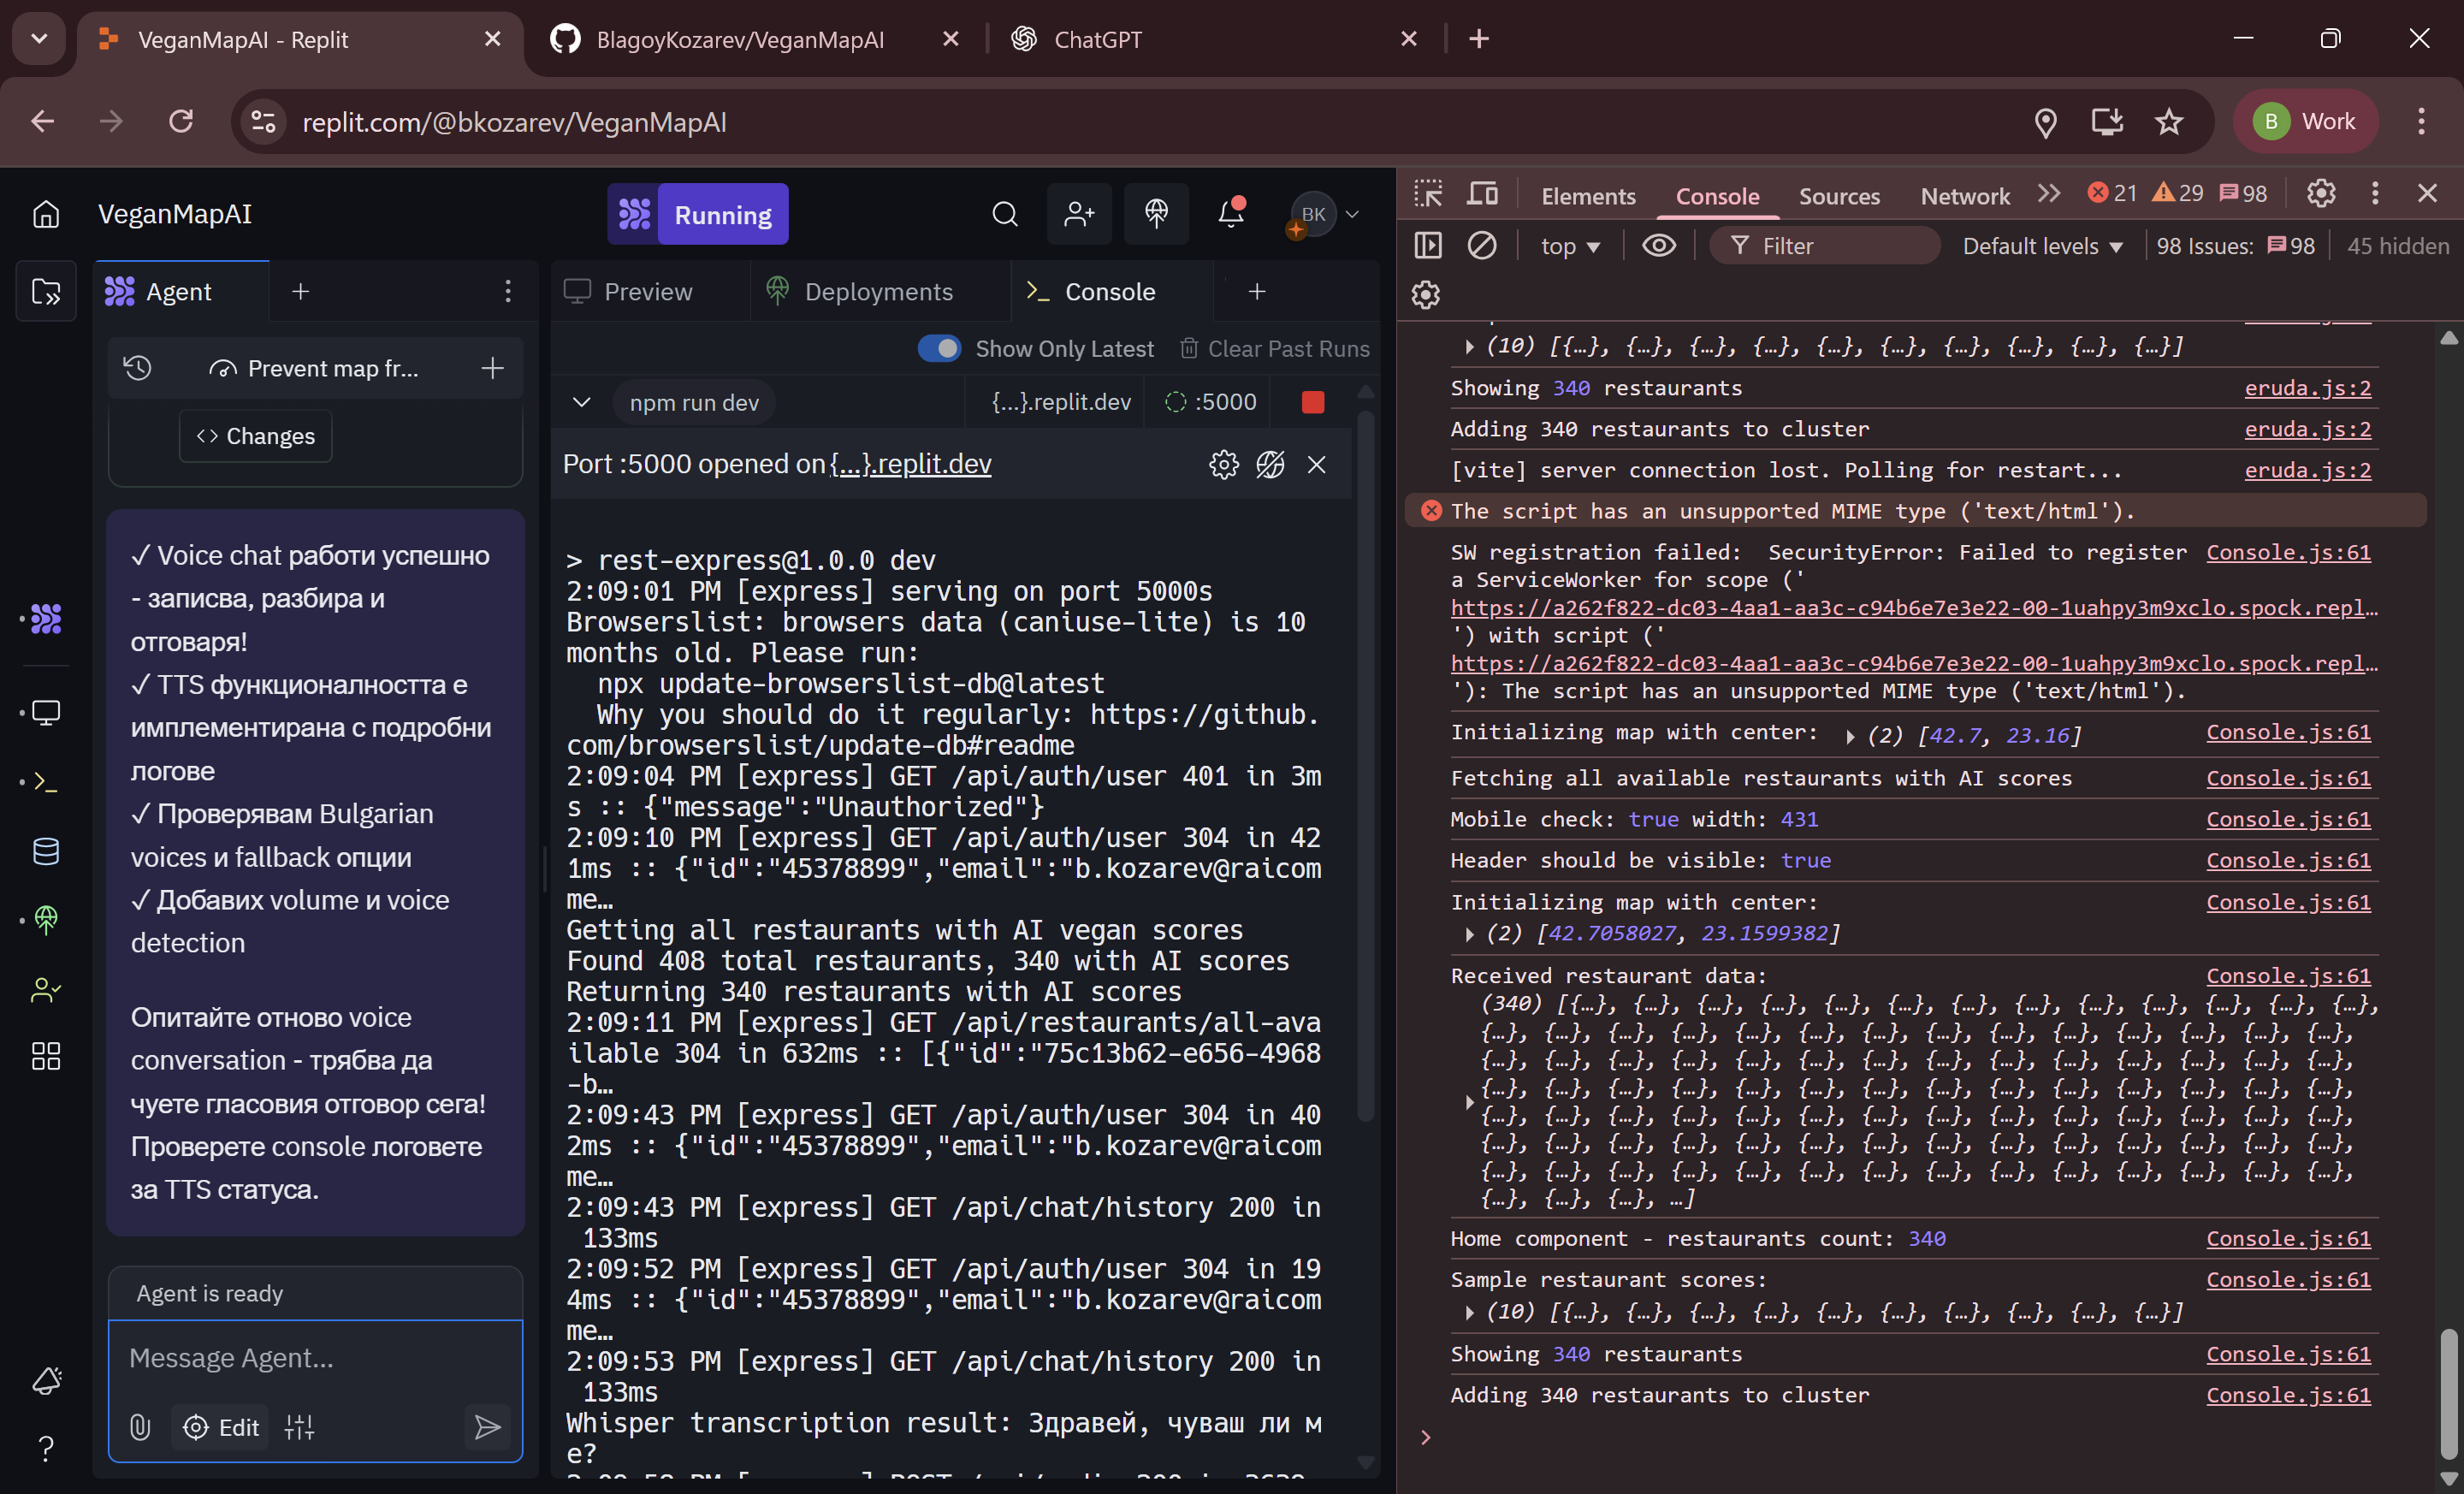 VeganMapAI - Replit
BlagoyKozarev/VeganMapAI
ChatGPT
replit.com/@bkozarev/VeganMapAI
B Work
VeganMapAI
Running
BK
Agent
Prevent map fr...
<> Changes
✓ Voice chat работи успешно
- записва, разбира и
отговаря!
✓ TTS функционалността е
имплементирана с подробни
логове
✓ Проверявам Bulgarian
voices и fallback опции
✓ Добавих volume и voice
detection
Опитайте отново voice
conversation - трябва да
чуете гласовия отговор сега!
Проверете console логовете
за TTS статуса.
Agent is ready
Message Agent...
Edit
Preview
Deployments
Console
Show Only Latest
Clear Past Runs
npm run dev
{...}.replit.dev
:5000
Port :5000 opened on {...}.replit.dev
> rest-express@1.0.0 dev
2:09:01 PM [express] serving on port 5000s
Browserslist: browsers data (caniuse-lite) is 10
months old. Please run:
npx update-browserslist-db@latest
Why you should do it regularly: https://github.
com/browserslist/update-db#readme
2:09:04 PM [express] GET /api/auth/user 401 in 3m
s :: {"message":"Unauthorized"}
2:09:10 PM [express] GET /api/auth/user 304 in 42
1ms :: {"id":"45378899","email":"b.kozarev@raicom
me…
Getting all restaurants with AI vegan scores
Found 408 total restaurants, 340 with AI scores
Returning 340 restaurants with AI scores
2:09:11 PM [express] GET /api/restaurants/all-ava
ilable 304 in 632ms :: [{"id":"75c13b62-e656-4968
-b…
2:09:43 PM [express] GET /api/auth/user 304 in 40
2ms :: {"id":"45378899","email":"b.kozarev@raicom
me…
2:09:43 PM [express] GET /api/chat/history 200 in
133ms
2:09:52 PM [express] GET /api/auth/user 304 in 19
4ms :: {"id":"45378899","email":"b.kozarev@raicom
me…
2:09:53 PM [express] GET /api/chat/history 200 in
133ms
Whisper transcription result: Здравей, чуваш ли м
е?
Elements
Console
Sources
Network
21
29
98
top
Filter
Default levels
98 Issues: 98
45 hidden
(10) [{…}, {…}, {…}, {…}, {…}, {…}, {…}, {…}, {…}, {…}]
Showing 340 restaurants eruda.js:2
Adding 340 restaurants to cluster eruda.js:2
[vite] server connection lost. Polling for restart... eruda.js:2
The script has an unsupported MIME type ('text/html').
SW registration failed: SecurityError: Failed to register Console.js:61
a ServiceWorker for scope ('
https://a262f822-dc03-4aa1-aa3c-c94b6e7e3e22-00-1uahpy3m9xclo.spock.repl…
') with script ('
https://a262f822-dc03-4aa1-aa3c-c94b6e7e3e22-00-1uahpy3m9xclo.spock.repl…
'): The script has an unsupported MIME type ('text/html').
Initializing map with center: (2) [42.7, 23.16] Console.js:61
Fetching all available restaurants with AI scores Console.js:61
Mobile check: true width: 431 Console.js:61
Header should be visible: true Console.js:61
Initializing map with center: Console.js:61
(2) [42.7058027, 23.1599382]
Received restaurant data: Console.js:61
(340) [{…}, {…}, {…}, {…}, {…}, {…}, {…}, {…}, {…}, {…}, {…}, {…}, {…},
{…}, {…}, {…}, {…}, {…}, {…}, {…}, {…}, {…}, {…}, {…}, {…}, {…}, {…},
{…}, {…}, {…}, {…}, {…}, {…}, {…}, {…}, {…}, {…}, {…}, {…}, {…}, {…},
{…}, {…}, {…}, {…}, {…}, {…}, {…}, {…}, {…}, {…}, {…}, {…}, {…}, {…},
{…}, {…}, {…}, {…}, {…}, {…}, {…}, {…}, {…}, {…}, {…}, {…}, {…}, {…},
{…}, {…}, {…}, {…}, {…}, {…}, {…}, {…}, {…}, {…}, {…}, {…}, {…}, {…},
{…}, {…}, {…}, {…}, {…}, {…}, {…}, {…}, {…}, {…}, {…}, {…}, {…}, {…},
{…}, {…}, {…}, …]
Home component - restaurants count: 340 Console.js:61
Sample restaurant scores: Console.js:61
(10) [{…}, {…}, {…}, {…}, {…}, {…}, {…}, {…}, {…}, {…}]
Showing 340 restaurants Console.js:61
Adding 340 restaurants to cluster Console.js:61